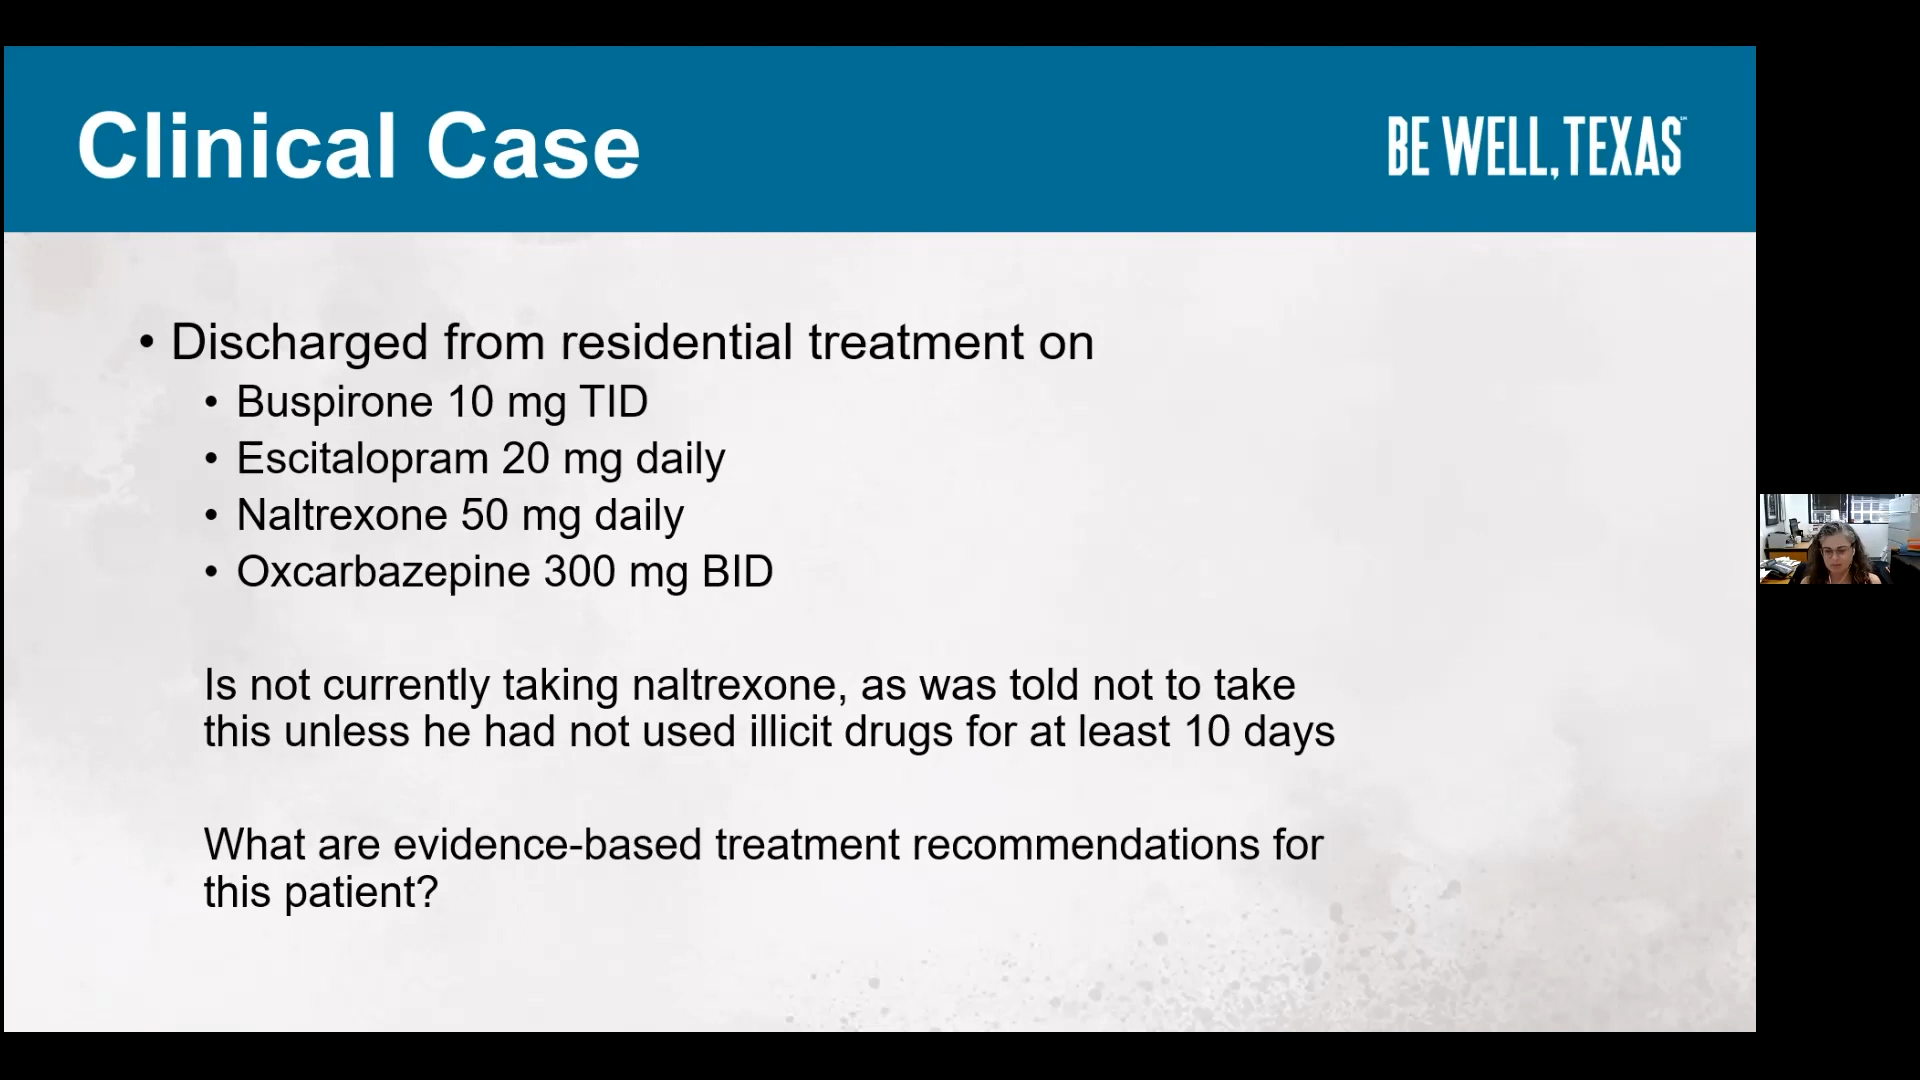 Clinical Case
BE WELL, TEXAS℠
• Discharged from residential treatment on
• Buspirone 10 mg TID
• Escitalopram 20 mg daily
• Naltrexone 50 mg daily
• Oxcarbazepine 300 mg BID
Is not currently taking naltrexone, as was told not to take
this unless he had not used illicit drugs for at least 10 days
What are evidence-based treatment recommendations for
this patient?